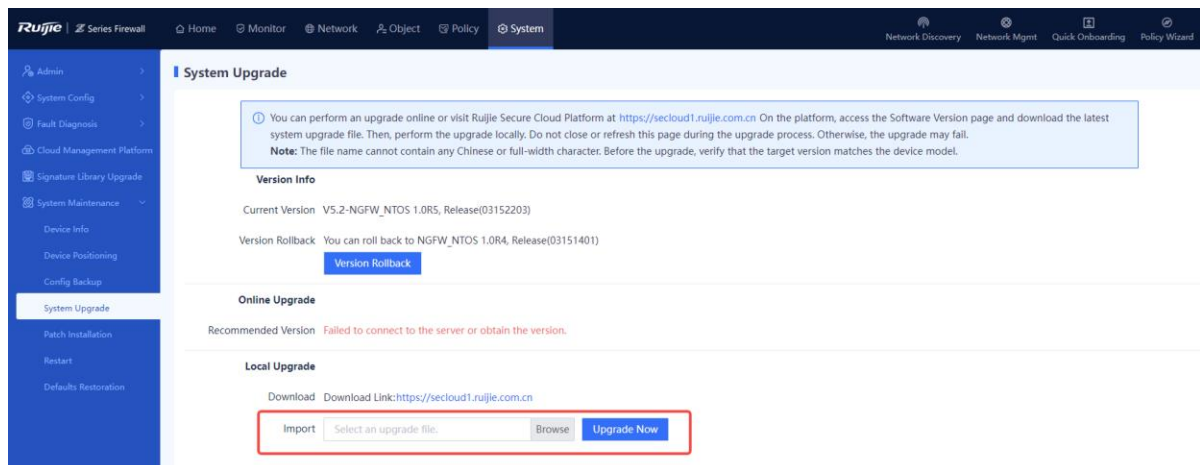 Ruijie | Z Series Firewall
Home
Monitor
Network
Object
Policy
System
Network Discovery
Network Mgmt
Quick Onboarding
Policy Wizard
Admin
System Config
Fault Diagnosis
Cloud Management Platform
Signature Library Upgrade
System Maintenance
Device Info
Device Positioning
Config Backup
System Upgrade
Patch Installation
Restart
Defaults Restoration
System Upgrade
You can perform an upgrade online or visit Ruijie Secure Cloud Platform at https://secloud1.ruijie.com.cn On the platform, access the Software Version page and download the latest
system upgrade file. Then, perform the upgrade locally. Do not close or refresh this page during the upgrade process. Otherwise, the upgrade may fail.
Note: The file name cannot contain any Chinese or full-width character. Before the upgrade, verify that the target version matches the device model.
Version Info
Current Version V5.2-NGFW_NTOS 1.0R5, Release(03152203)
Version Rollback You can roll back to NGFW_NTOS 1.0R4, Release(03151401)
Version Rollback
Online Upgrade
Recommended Version Failed to connect to the server or obtain the version.
Local Upgrade
Download Download Link:https://secloud1.ruijie.com.cn
Import Select an upgrade file. Browse Upgrade Now